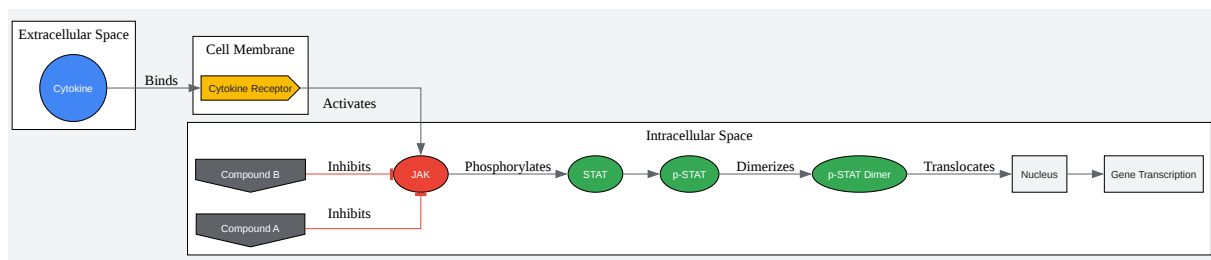 Extracellular Space
Cytokine
Binds
Cell Membrane
Cytokine Receptor
Activates
Intracellular Space
Compound B
Inhibits
JAK
Phosphorylates
STAT
p-STAT
Dimerizes
p-STAT Dimer
Translocates
Nucleus
Gene Transcription
Compound A
Inhibits